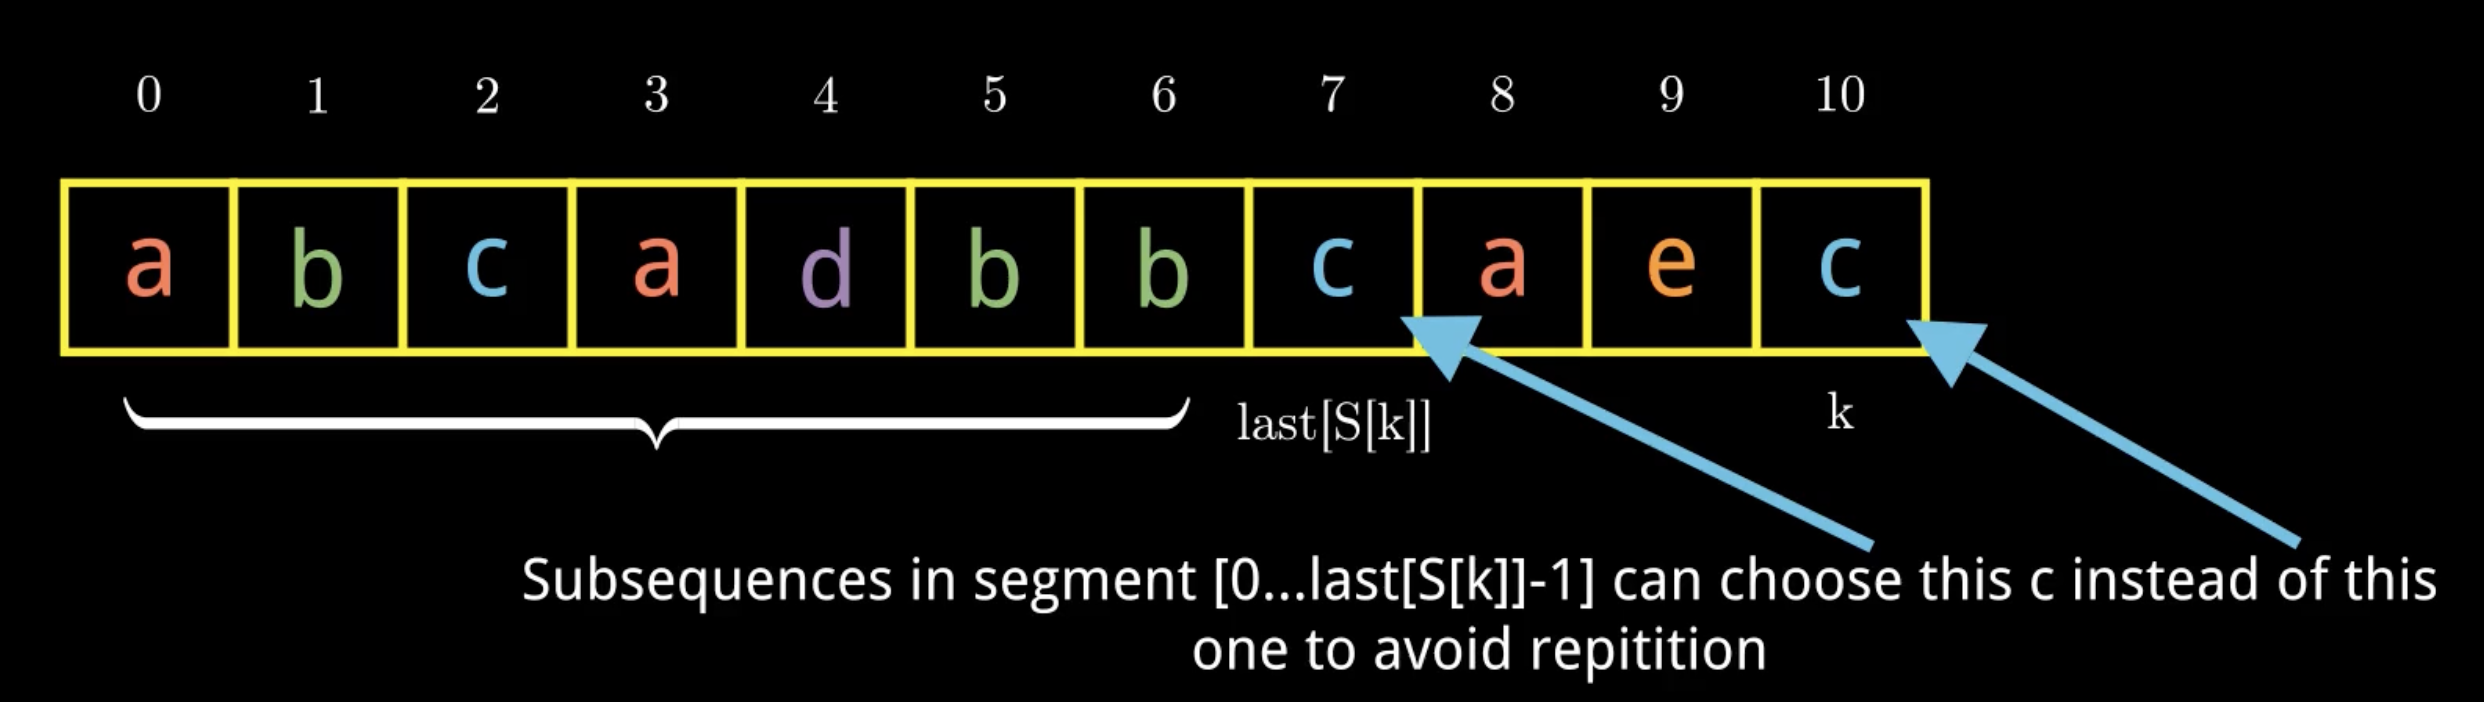 0 1 2 3 4 5 6 7 8 9 10
a b c a d b b c a e c
last[S[k]] k
Subsequences in segment [0...last[S[k]]-1] can choose this c instead of this
one to avoid repitition